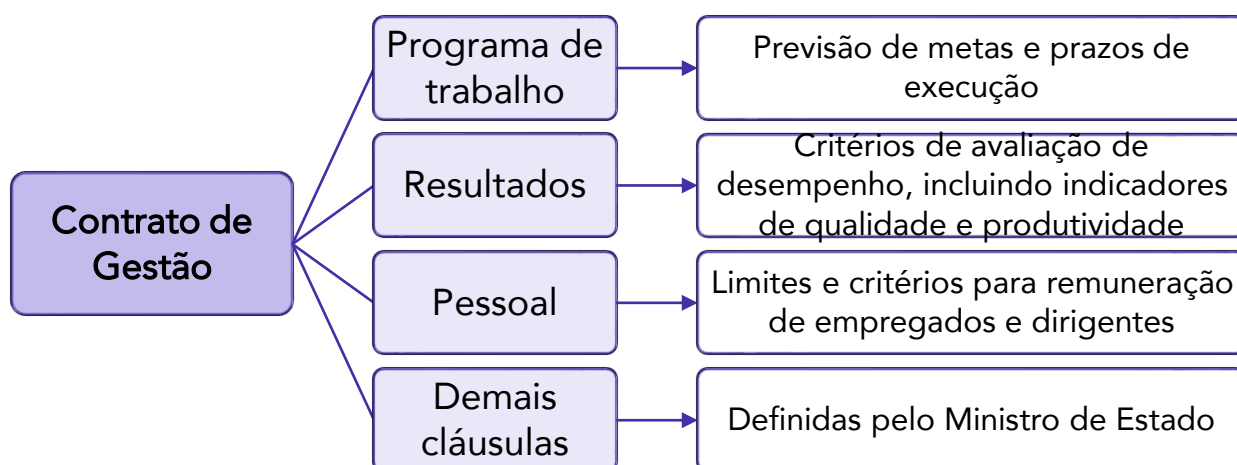 Contrato de
Gestão
Programa de
trabalho
Previsão de metas e prazos de
execução
Resultados
Critérios de avaliação de
desempenho, incluindo indicadores
de qualidade e produtividade
Pessoal
Limites e critérios para remuneração
de empregados e dirigentes
Demais
cláusulas
Definidas pelo Ministro de Estado